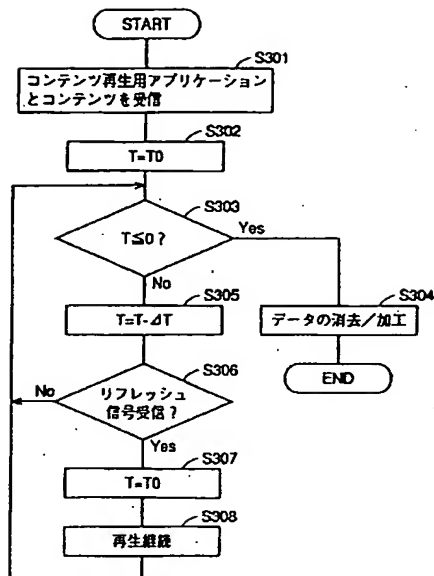 START
S301
コンテンツ再生用アプリケーション
とコンテンツを受信
S302
T=T0
S303
T≦0?
Yes
No
S304
データの消去/加工
END
S305
T=T-ΔT
S306
リフレッシュ
信号受信?
No
Yes
S307
T=T0
S308
再生継続